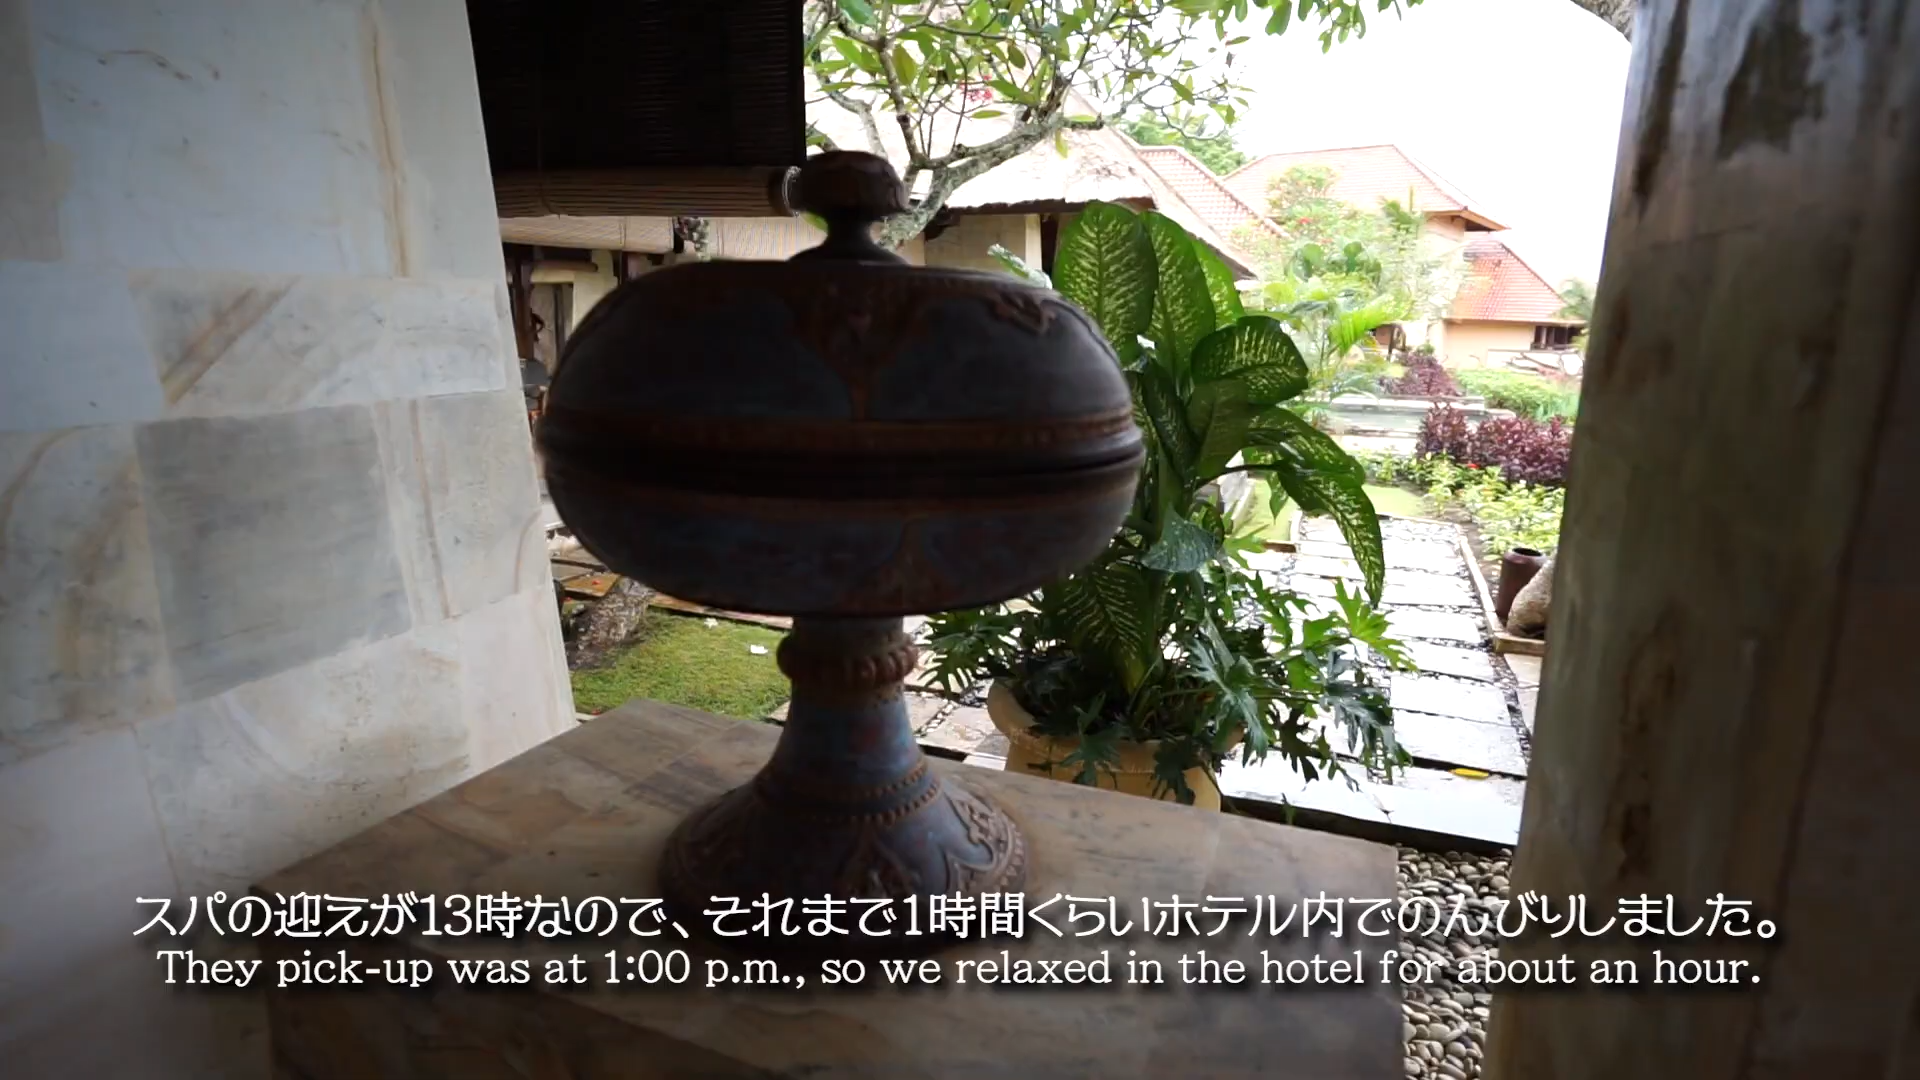 スパの迎えが13時なので、それまで1時間くらいホテル内でのんびりしました。
They pick-up was at 1:00 p.m., so we relaxed in the hotel for about an hour.